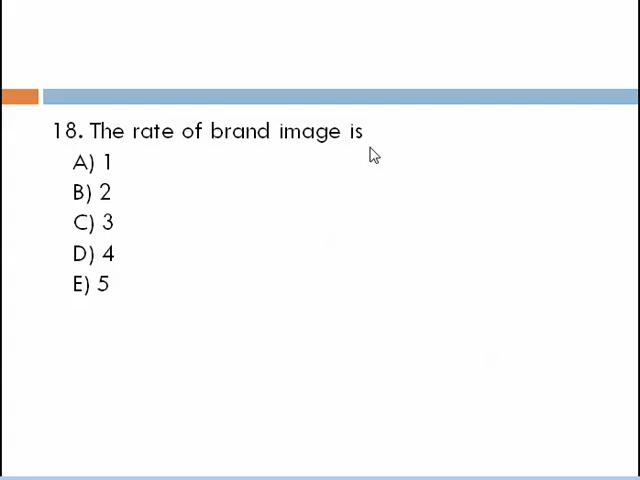 18. The rate of brand image is
A) 1
B) 2
C) 3
D) 4
E) 5